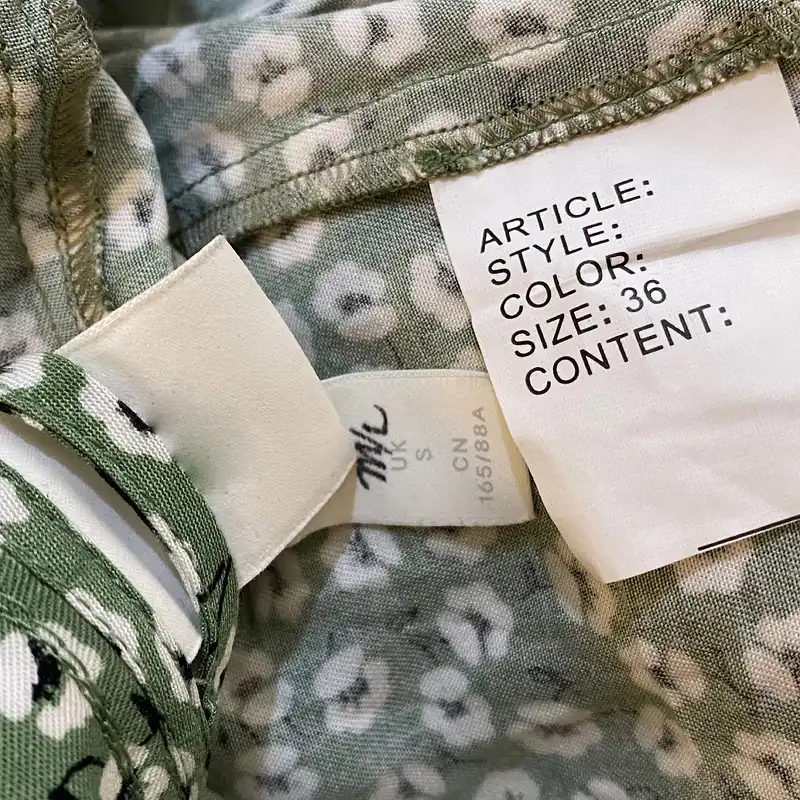 ARTICLE:
STYLE:
COLOR:
SIZE: 36
CONTENT:
M/L
UK
S
CN
165/88A